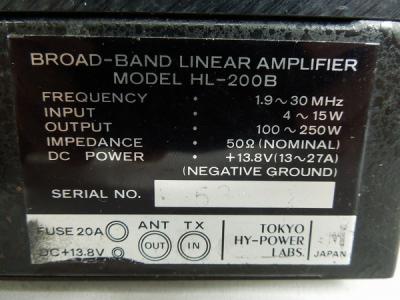 BROAD-BAND LINEAR AMPLIFIER
MODEL HL-200B
FREQUENCY 1.9~30MHz
INPUT 4~15W
OUTPUT 100~250W
IMPEDANCE 50Ω(NOMINAL)
DC POWER +13.8V(13~27A)
(NEGATIVE GROUND)
SERIAL NO.
FUSE 20A
DC+13.8V
ANT TX
OUT IN
TOKYO
HY-POWER
LABS.
JAPAN